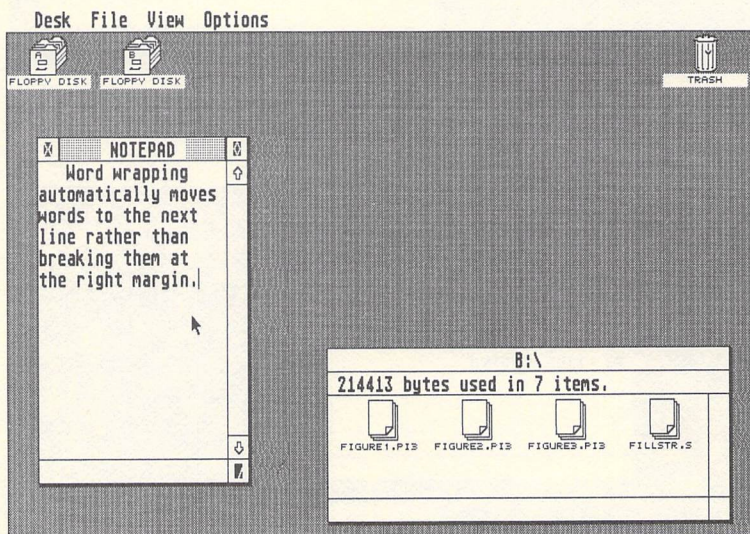 Desk File View Options
A B
FLOPPY DISK FLOPPY DISK TRASH
NOTEPAD
Word wrapping
automatically moves
words to the next
line rather than
breaking them at
the right margin.
B:\
214413 bytes used in 7 items.
FIGURE1.PI3 FIGURE2.PI3 FIGURE3.PI3 FILLSTR.S